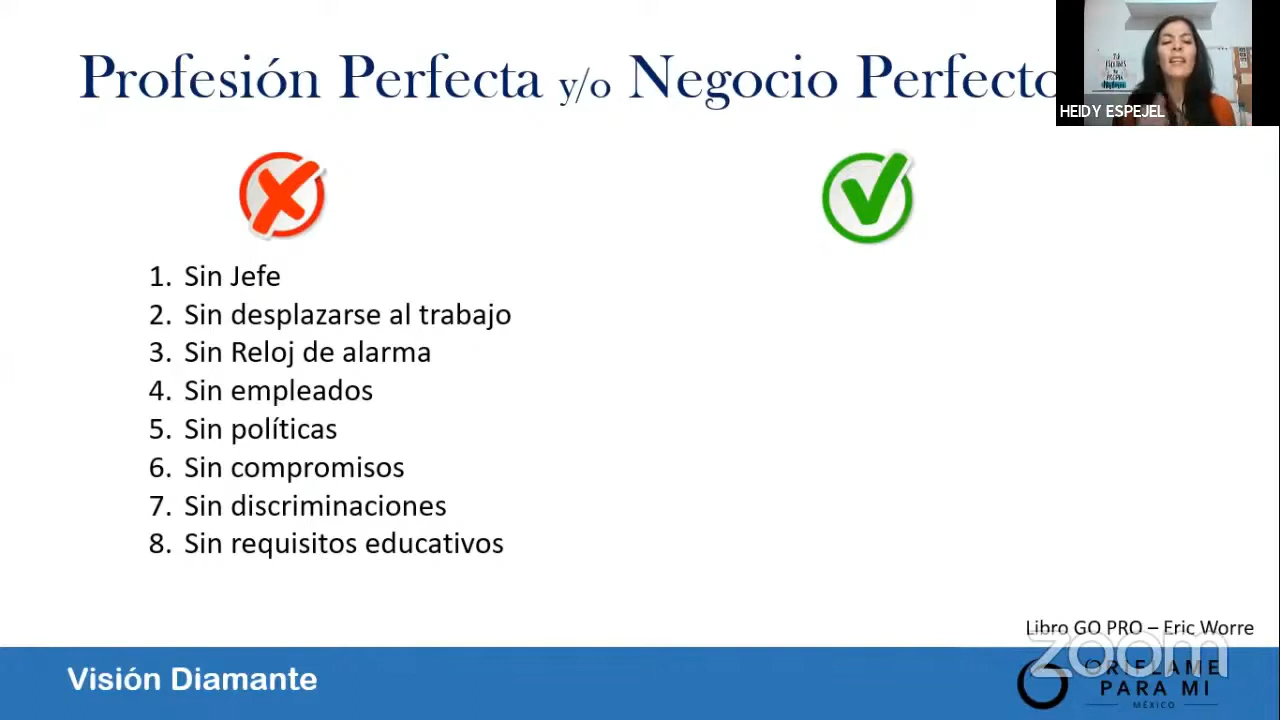 Profesión Perfecta y/o Negocio Perfecto
HEIDY ESPEJEL
1. Sin Jefe
2. Sin desplazarse al trabajo
3. Sin Reloj de alarma
4. Sin empleados
5. Sin políticas
6. Sin compromisos
7. Sin discriminaciones
8. Sin requisitos educativos
Libro GO PRO – Eric Worre
zoom
Visión Diamante
ORIFLAME
PARA MI
MÉXICO